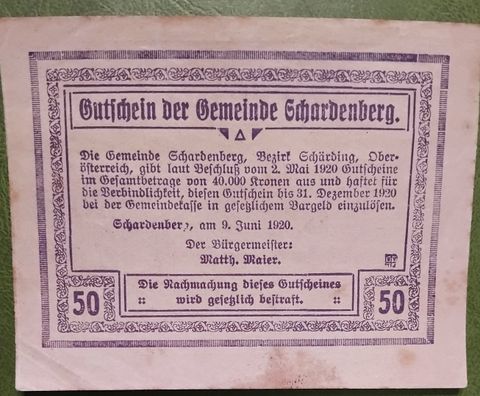 Gutschein der Gemeinde Schardenberg.
Die Gemeinde Schardenberg, Bezirk Schärding, Ober-
österreich, gibt laut Beschluß vom 2. Mai 1920 Gutscheine
im Gesamtbetrage von 40.000 Kronen aus und haftet für
die Verbindlichkeit, diesen Gutschein bis 31. Dezember 1920
bei der Gemeindekasse in gesetzlichem Bargeld einzulösen.
Schardenberg, am 9. Juni 1920.
Der Bürgermeister:
Matth. Maier.
Die Nachmachung dieses Gutscheines
:: wird gesetzlich bestraft. ::
50 50